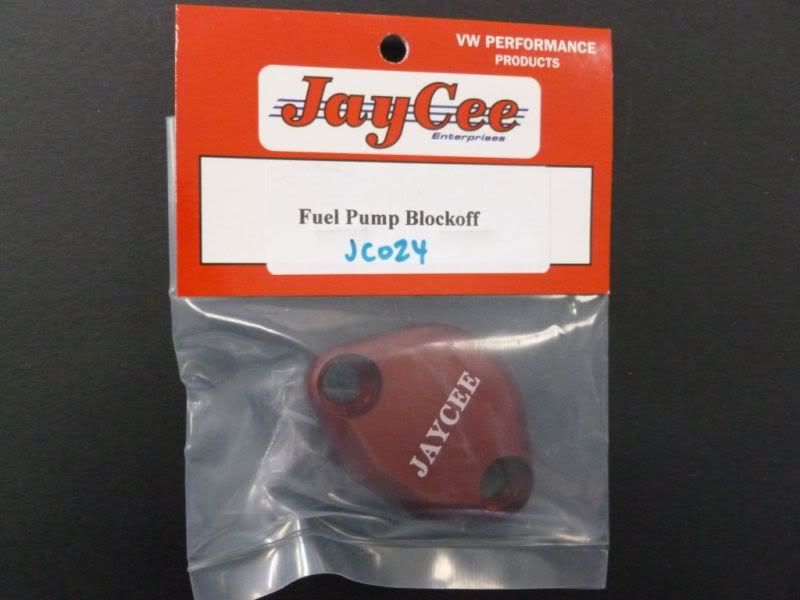 VW PERFORMANCE
PRODUCTS
JayCee
Enterprises
Fuel Pump Blockoff
JC024
JAYCEE